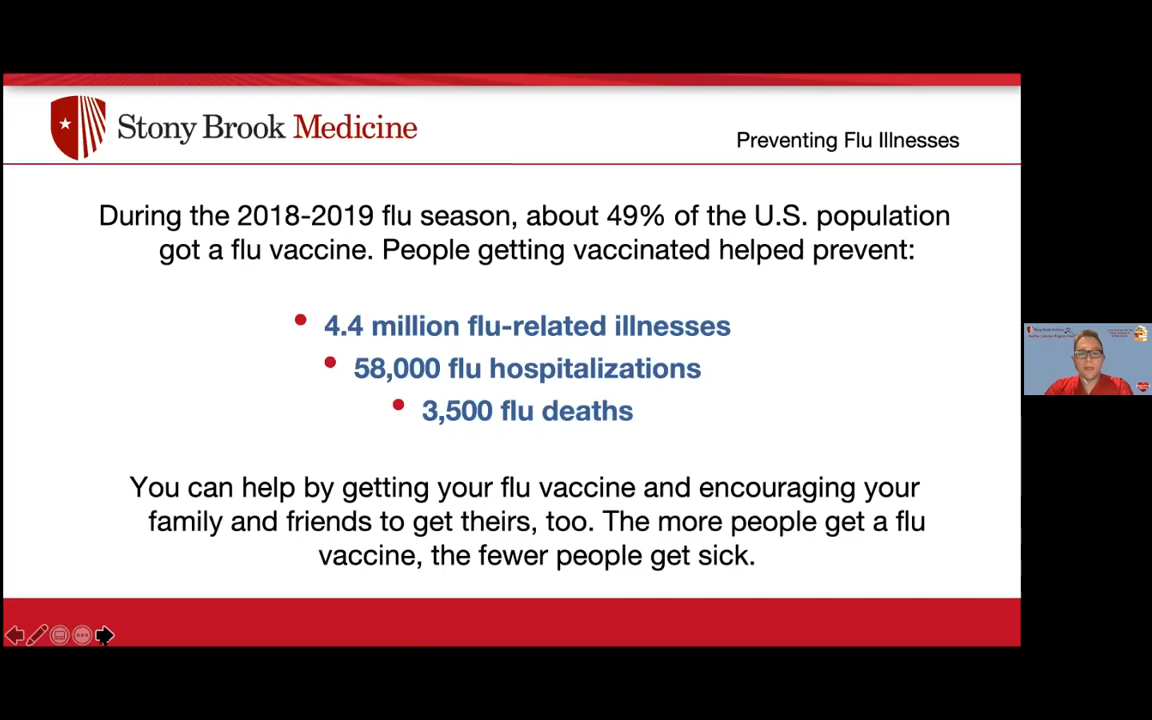 Stony Brook Medicine
Preventing Flu Illnesses
During the 2018-2019 flu season, about 49% of the U.S. population
got a flu vaccine. People getting vaccinated helped prevent:
• 4.4 million flu-related illnesses
• 58,000 flu hospitalizations
• 3,500 flu deaths
You can help by getting your flu vaccine and encouraging your
family and friends to get theirs, too. The more people get a flu
vaccine, the fewer people get sick.
Stony Brook Medicine